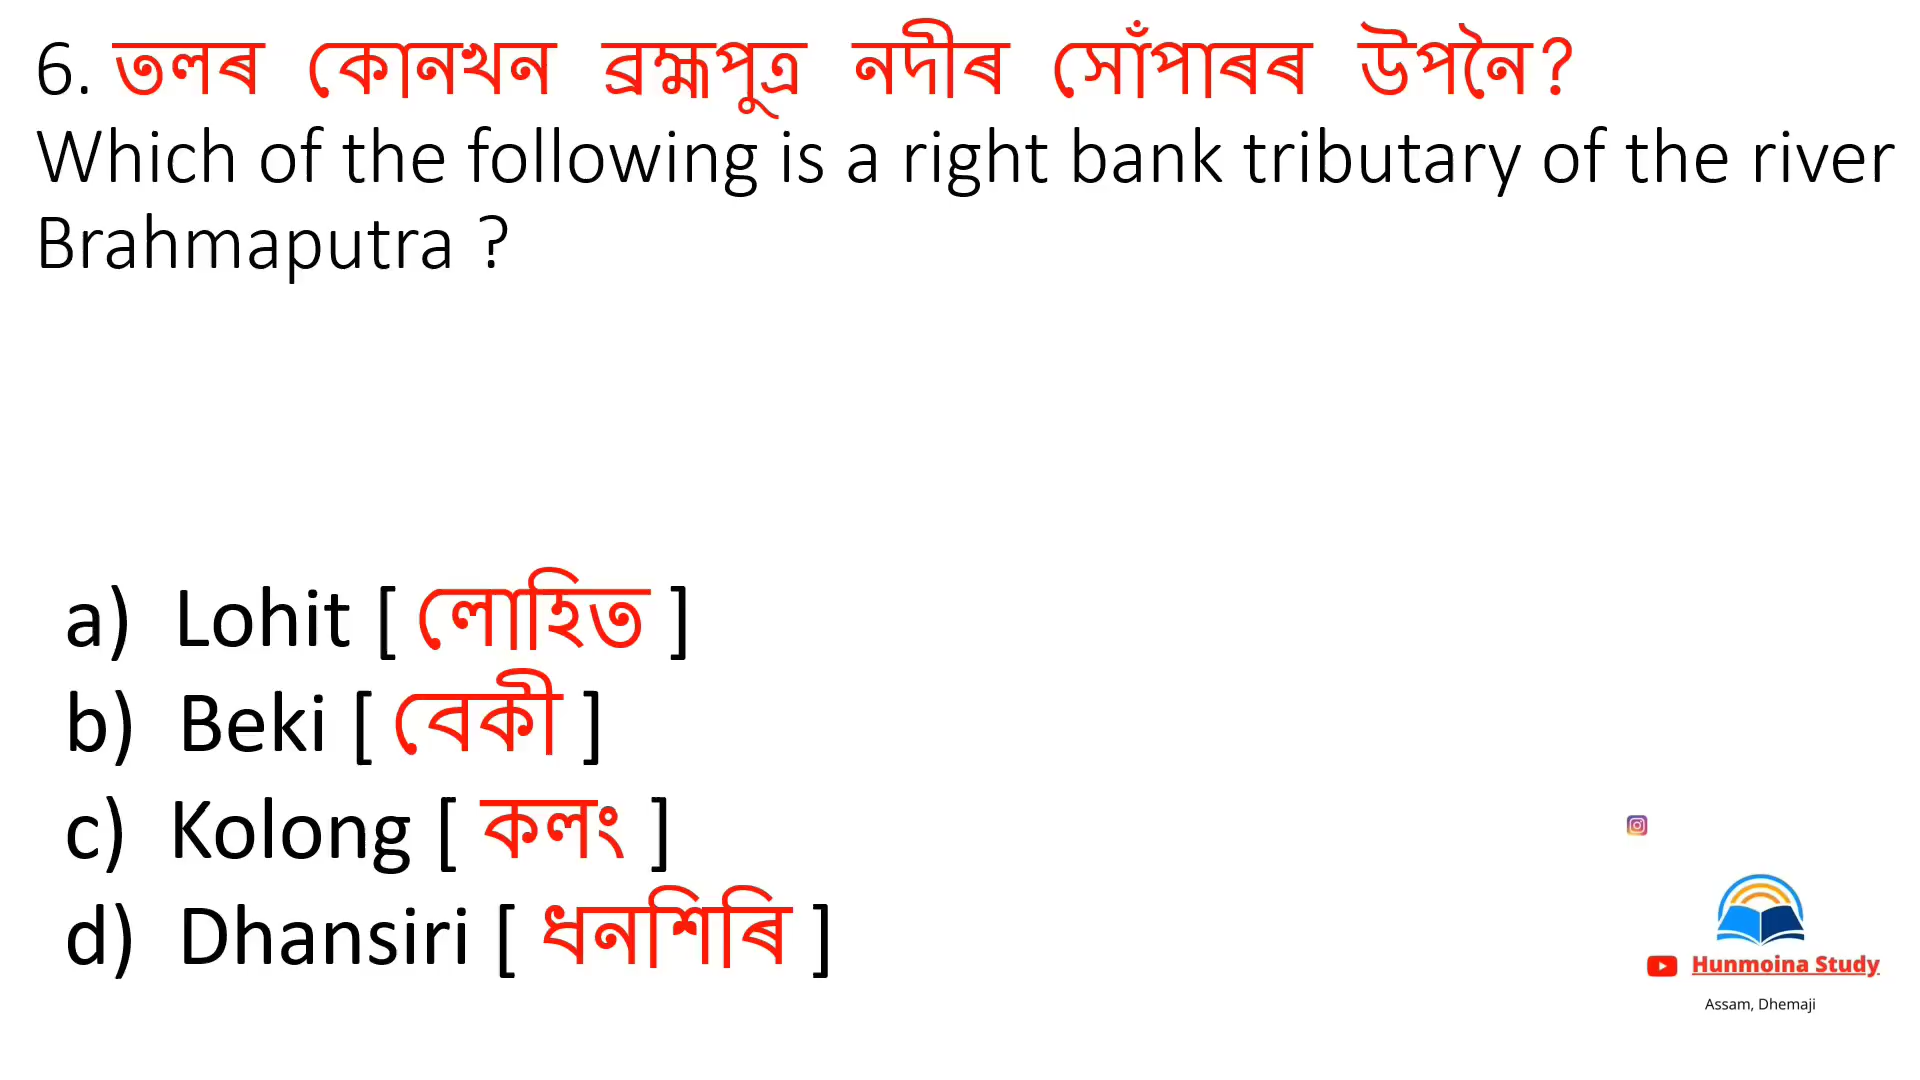 6. তলৰ কোনখন ব্ৰহ্মপুত্ৰ নদীৰ সোঁপাৰৰ উপনৈ?
Which of the following is a right bank tributary of the river
Brahmaputra ?
a) Lohit [ লোহিত ]
b) Beki [ বেকী ]
c) Kolong [ কলং ]
d) Dhansiri [ ধনশিৰি ]
Hunmoina Study
Assam, Dhemaji